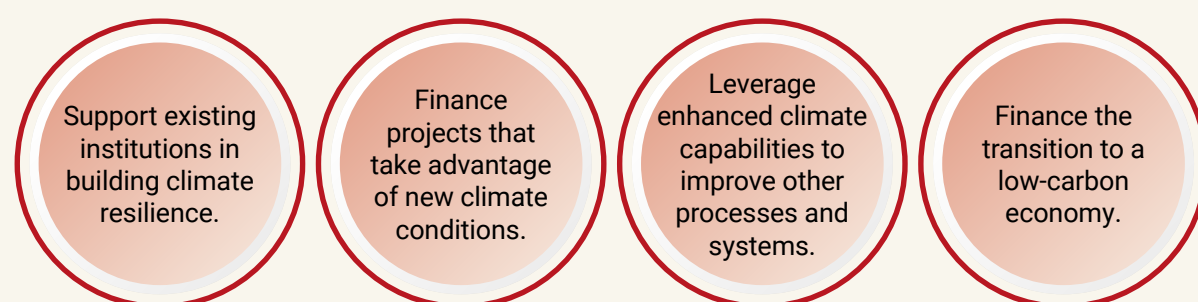 Support existing
institutions in
building climate
resilience.
Finance
projects that
take advantage
of new climate
conditions.
Leverage
enhanced climate
capabilities to
improve other
processes and
systems.
Finance the
transition to a
low-carbon
economy.